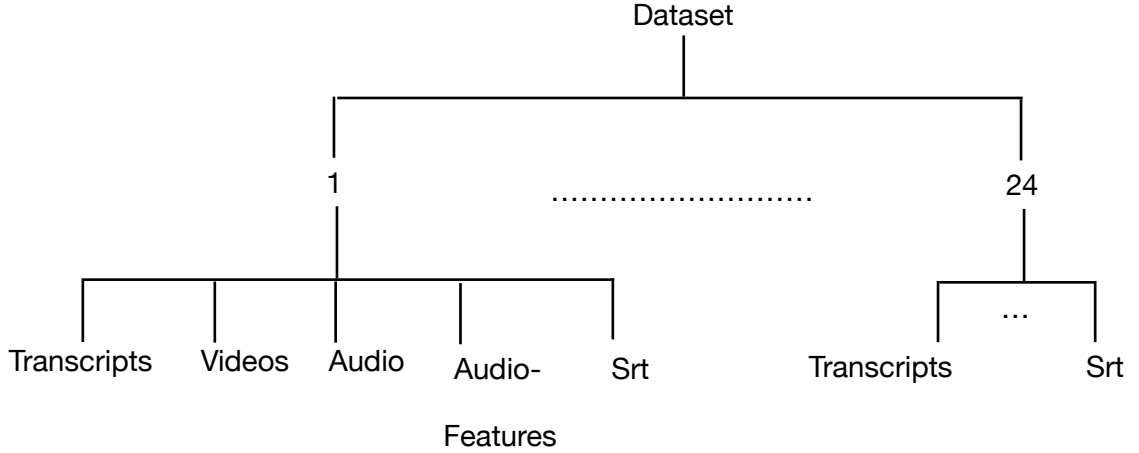 Dataset
1 ........................... 24
...
Transcripts Videos Audio Audio- Srt Transcripts Srt
Features